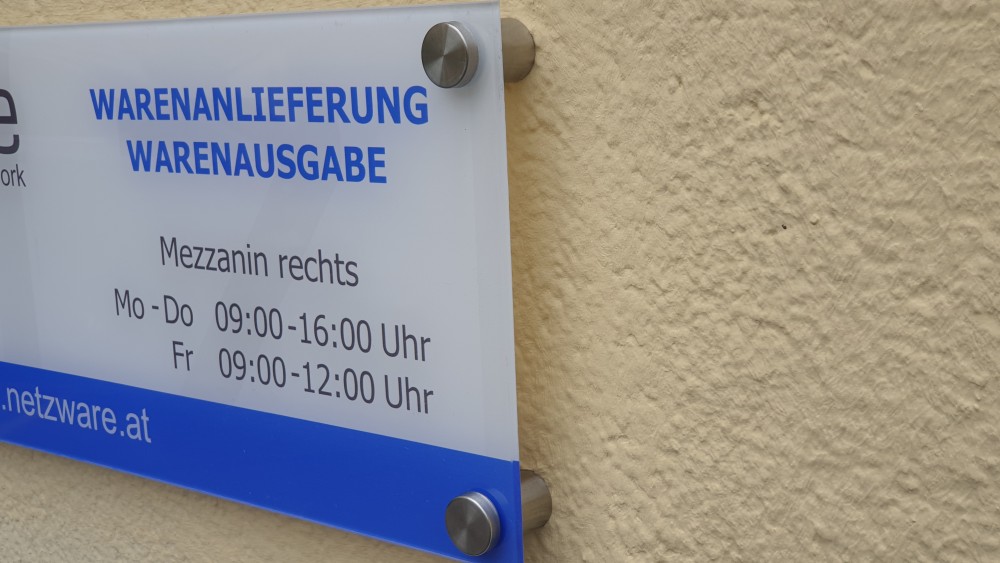 e
ork
WARENANLIEFERUNG
WARENAUSGABE
Mezzanin rechts
Mo - Do 09:00 - 16:00 Uhr
Fr 09:00 - 12:00 Uhr
.netzware.at